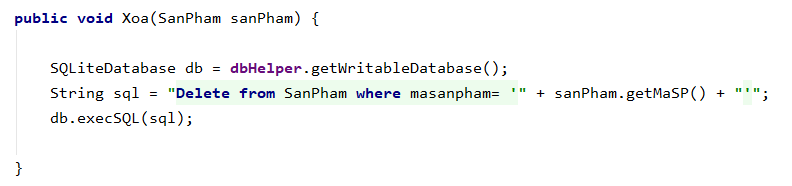 public void Xoa(SanPham sanPham) {
SQLiteDatabase db = dbHelper.getWritableDatabase();
String sql = "Delete from SanPham where masanpham= '" + sanPham.getMaSP() + "'";
db.execSQL(sql);
}